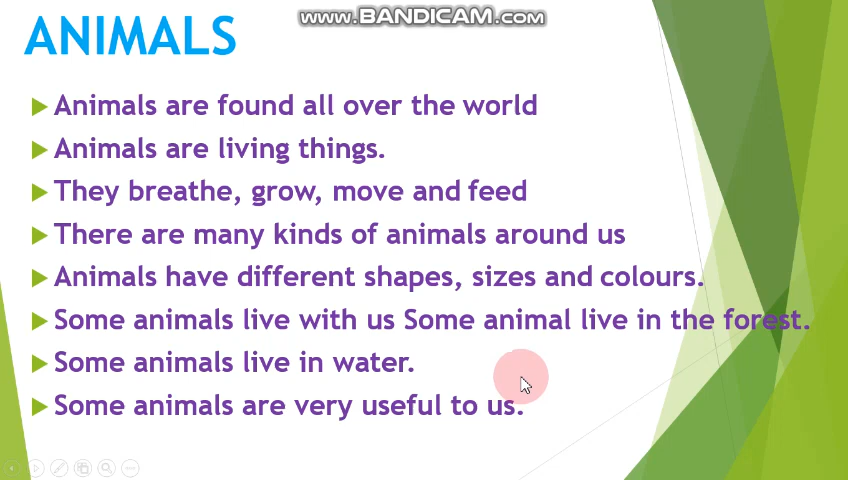 www.BANDICAM.com
ANIMALS
Animals are found all over the world
Animals are living things.
They breathe, grow, move and feed
There are many kinds of animals around us
Animals have different shapes, sizes and colours.
Some animals live with us Some animal live in the forest.
Some animals live in water.
Some animals are very useful to us.